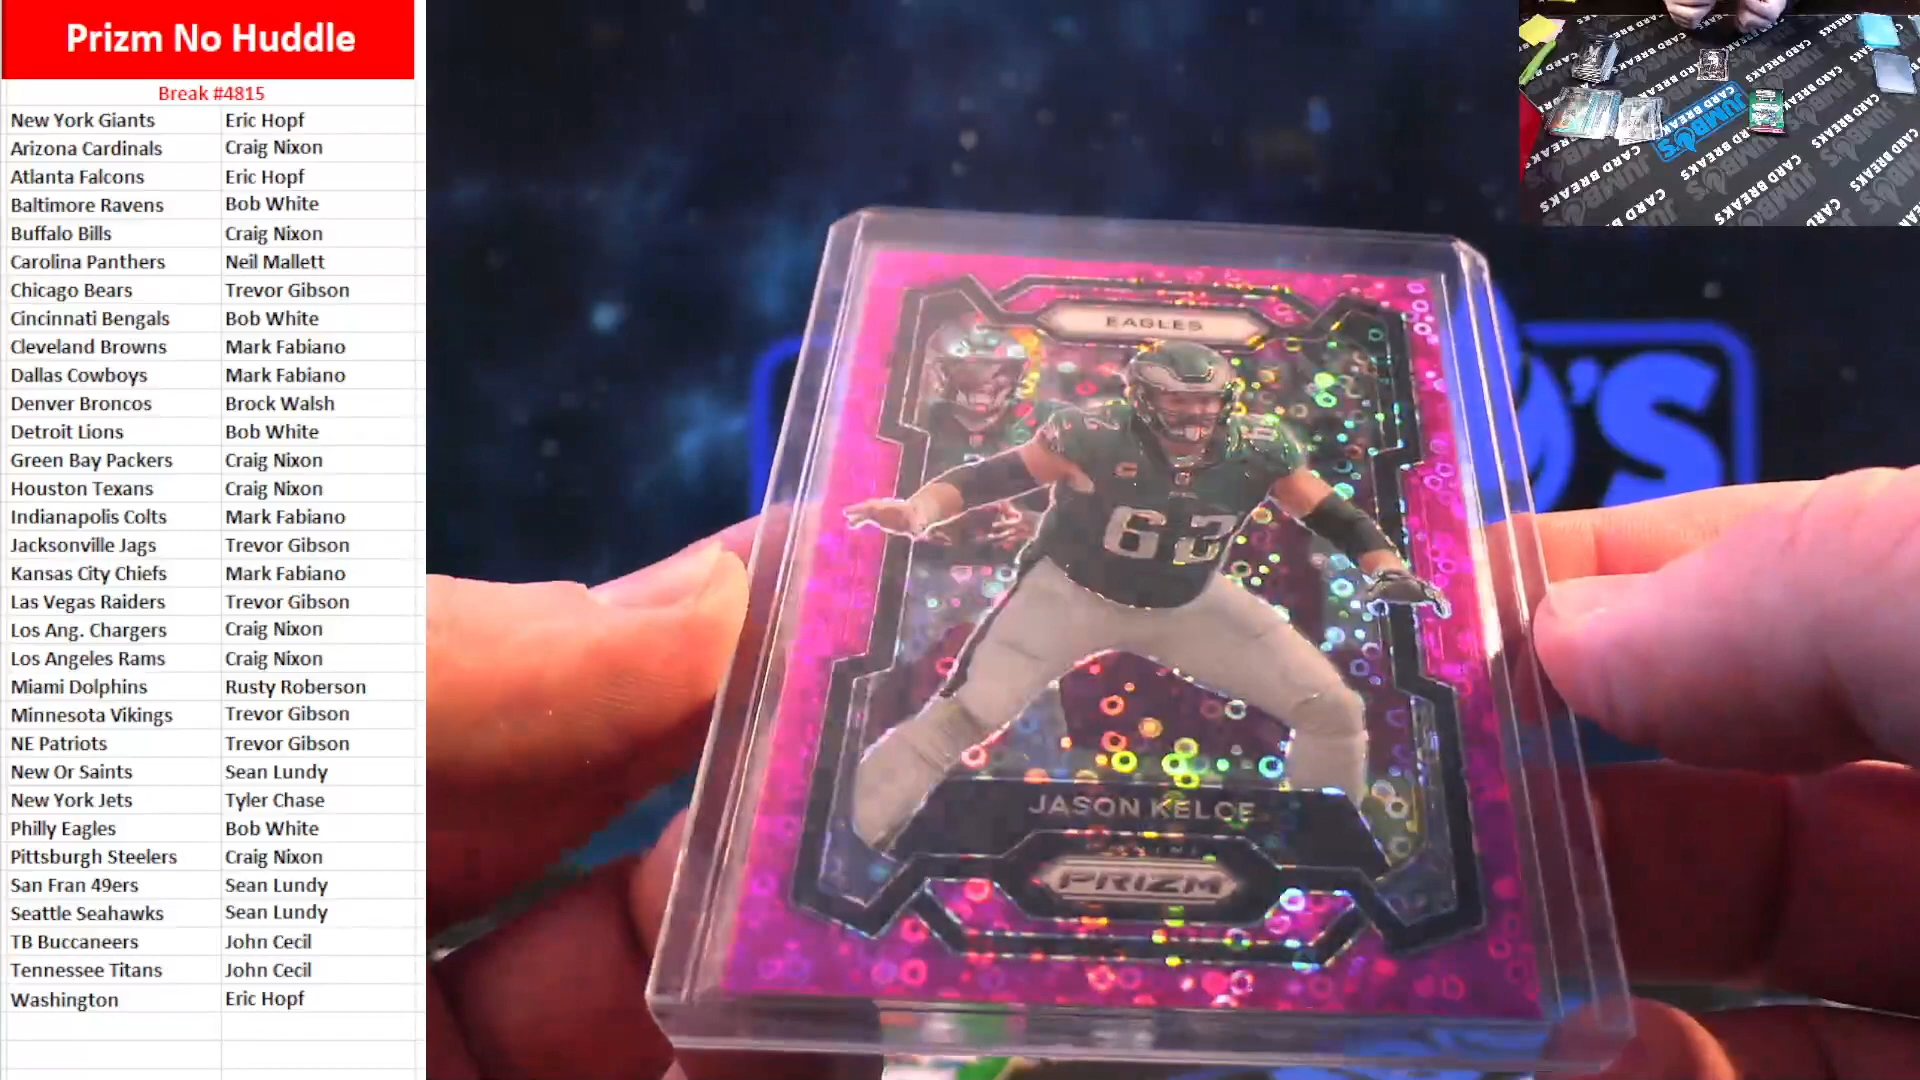 Prizm No Huddle
Break #4815
New York Giants Eric Hopf
Arizona Cardinals Craig Nixon
Atlanta Falcons Eric Hopf
Baltimore Ravens Bob White
Buffalo Bills Craig Nixon
Carolina Panthers Neil Mallett
Chicago Bears Trevor Gibson
Cincinnati Bengals Bob White
Cleveland Browns Mark Fabiano
Dallas Cowboys Mark Fabiano
Denver Broncos Brock Walsh
Detroit Lions Bob White
Green Bay Packers Craig Nixon
Houston Texans Craig Nixon
Indianapolis Colts Mark Fabiano
Jacksonville Jags Trevor Gibson
Kansas City Chiefs Mark Fabiano
Las Vegas Raiders Trevor Gibson
Los Ang. Chargers Craig Nixon
Los Angeles Rams Craig Nixon
Miami Dolphins Rusty Roberson
Minnesota Vikings Trevor Gibson
NE Patriots Trevor Gibson
New Or Saints Sean Lundy
New York Jets Tyler Chase
Philly Eagles Bob White
Pittsburgh Steelers Craig Nixon
San Fran 49ers Sean Lundy
Seattle Seahawks Sean Lundy
TB Buccaneers John Cecil
Tennessee Titans John Cecil
Washington Eric Hopf
EAGLES
62
JASON KELCE
PANINI
PRIZM
'S
JUMBO'S
CARD BREAKS